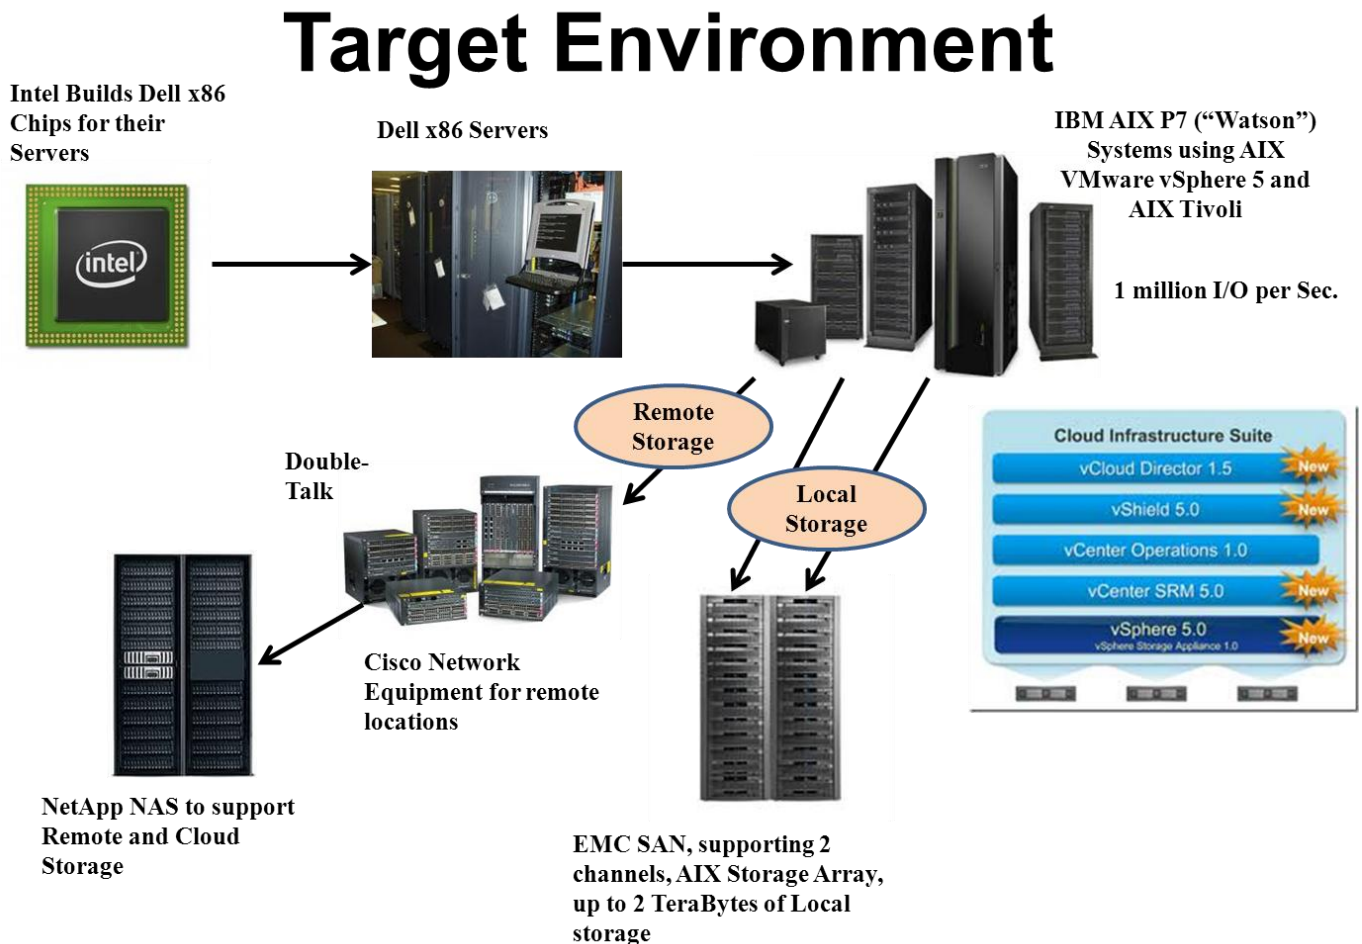 Target Environment
Intel Builds Dell x86
Chips for their
Servers
Dell x86 Servers
IBM AIX P7 (“Watson”)
Systems using AIX
VMware vSphere 5 and
AIX Tivoli
1 million I/O per Sec.
intel
Remote
Storage
Local
Storage
Double-
Talk
Cisco Network
Equipment for remote
locations
NetApp NAS to support
Remote and Cloud
Storage
EMC SAN, supporting 2
channels, AIX Storage Array,
up to 2 TeraBytes of Local
storage
Cloud Infrastructure Suite
vCloud Director 1.5
New
vShield 5.0
New
vCenter Operations 1.0
vCenter SRM 5.0
New
vSphere 5.0
vSphere Storage Appliance 1.0
New